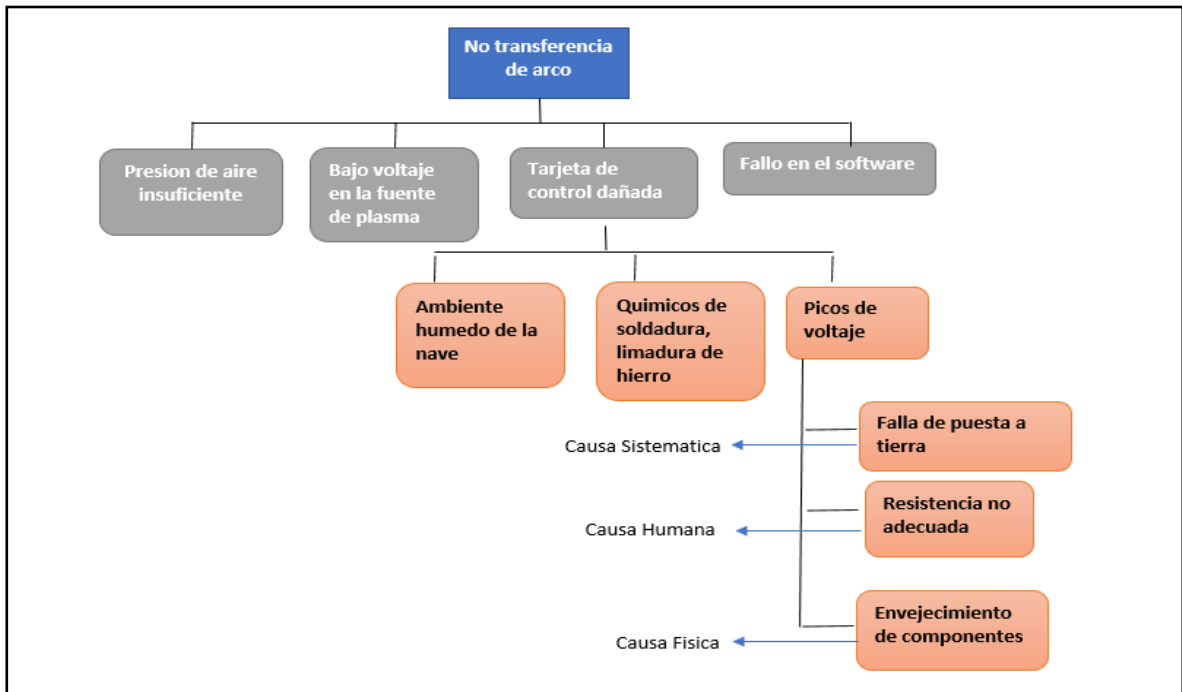 No transferencia
de arco
Presion de aire
insuficiente
Bajo voltaje
en la fuente
de plasma
Tarjeta de
control dañada
Fallo en el software
Ambiente
humedo de la
nave
Quimicos de
soldadura,
limadura de
hierro
Picos de
voltaje
Falla de puesta a
tierra
Causa Sistematica
Resistencia no
adecuada
Causa Humana
Envejecimiento
de componentes
Causa Fisica